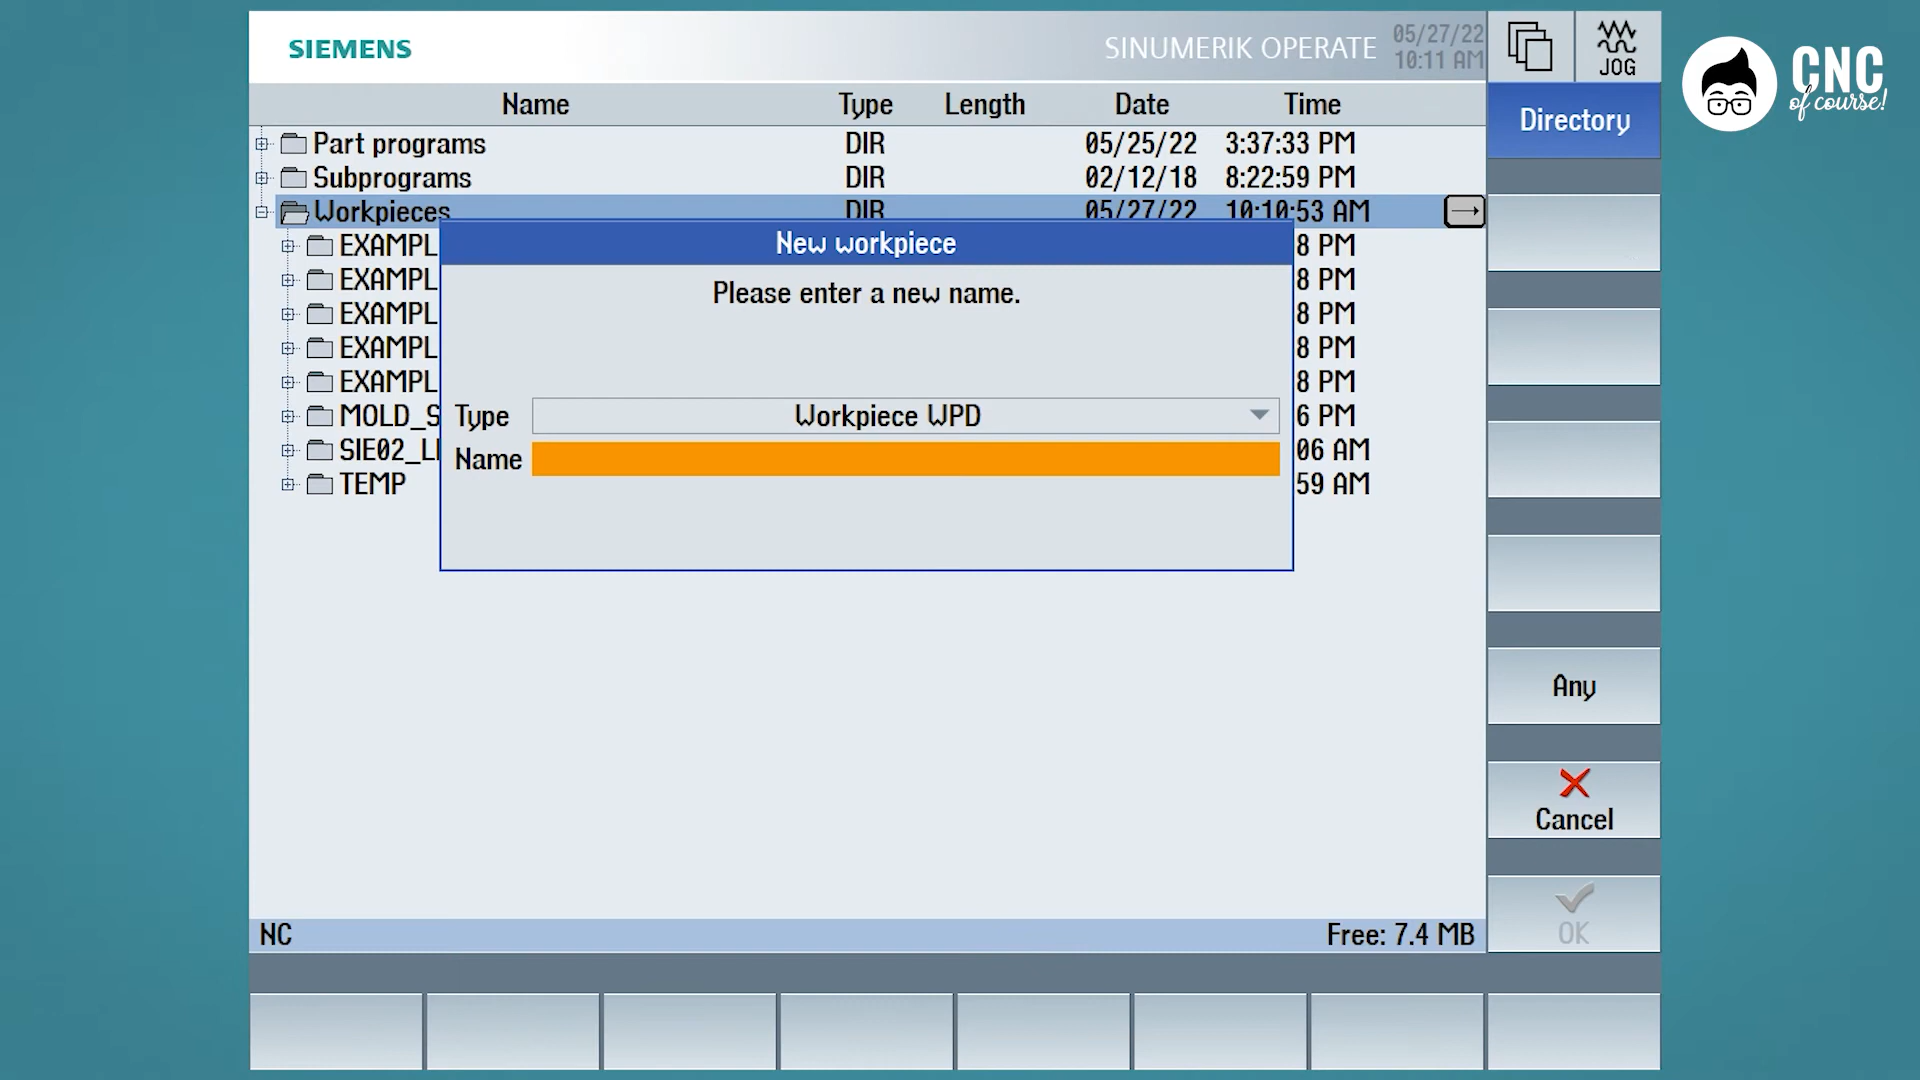 SIEMENS
SINUMERIK OPERATE
05/27/22
10:11 AM
JOG
CNC
of course!
Name Type Length Date Time
Directory
Part programs DIR 05/25/22 3:37:33 PM
Subprograms DIR 02/12/18 8:22:59 PM
Workpieces DIR 05/27/22 10:10:53 AM
New workpiece
Please enter a new name.
EXAMPL 8 PM
EXAMPL 8 PM
EXAMPL 8 PM
EXAMPL 8 PM
EXAMPL 8 PM
MOLD_S 6 PM
Type Workpiece WPD
SIE02_ 06 AM
Name
TEMP 59 AM
Any
Cancel
OK
NC Free: 7.4 MB